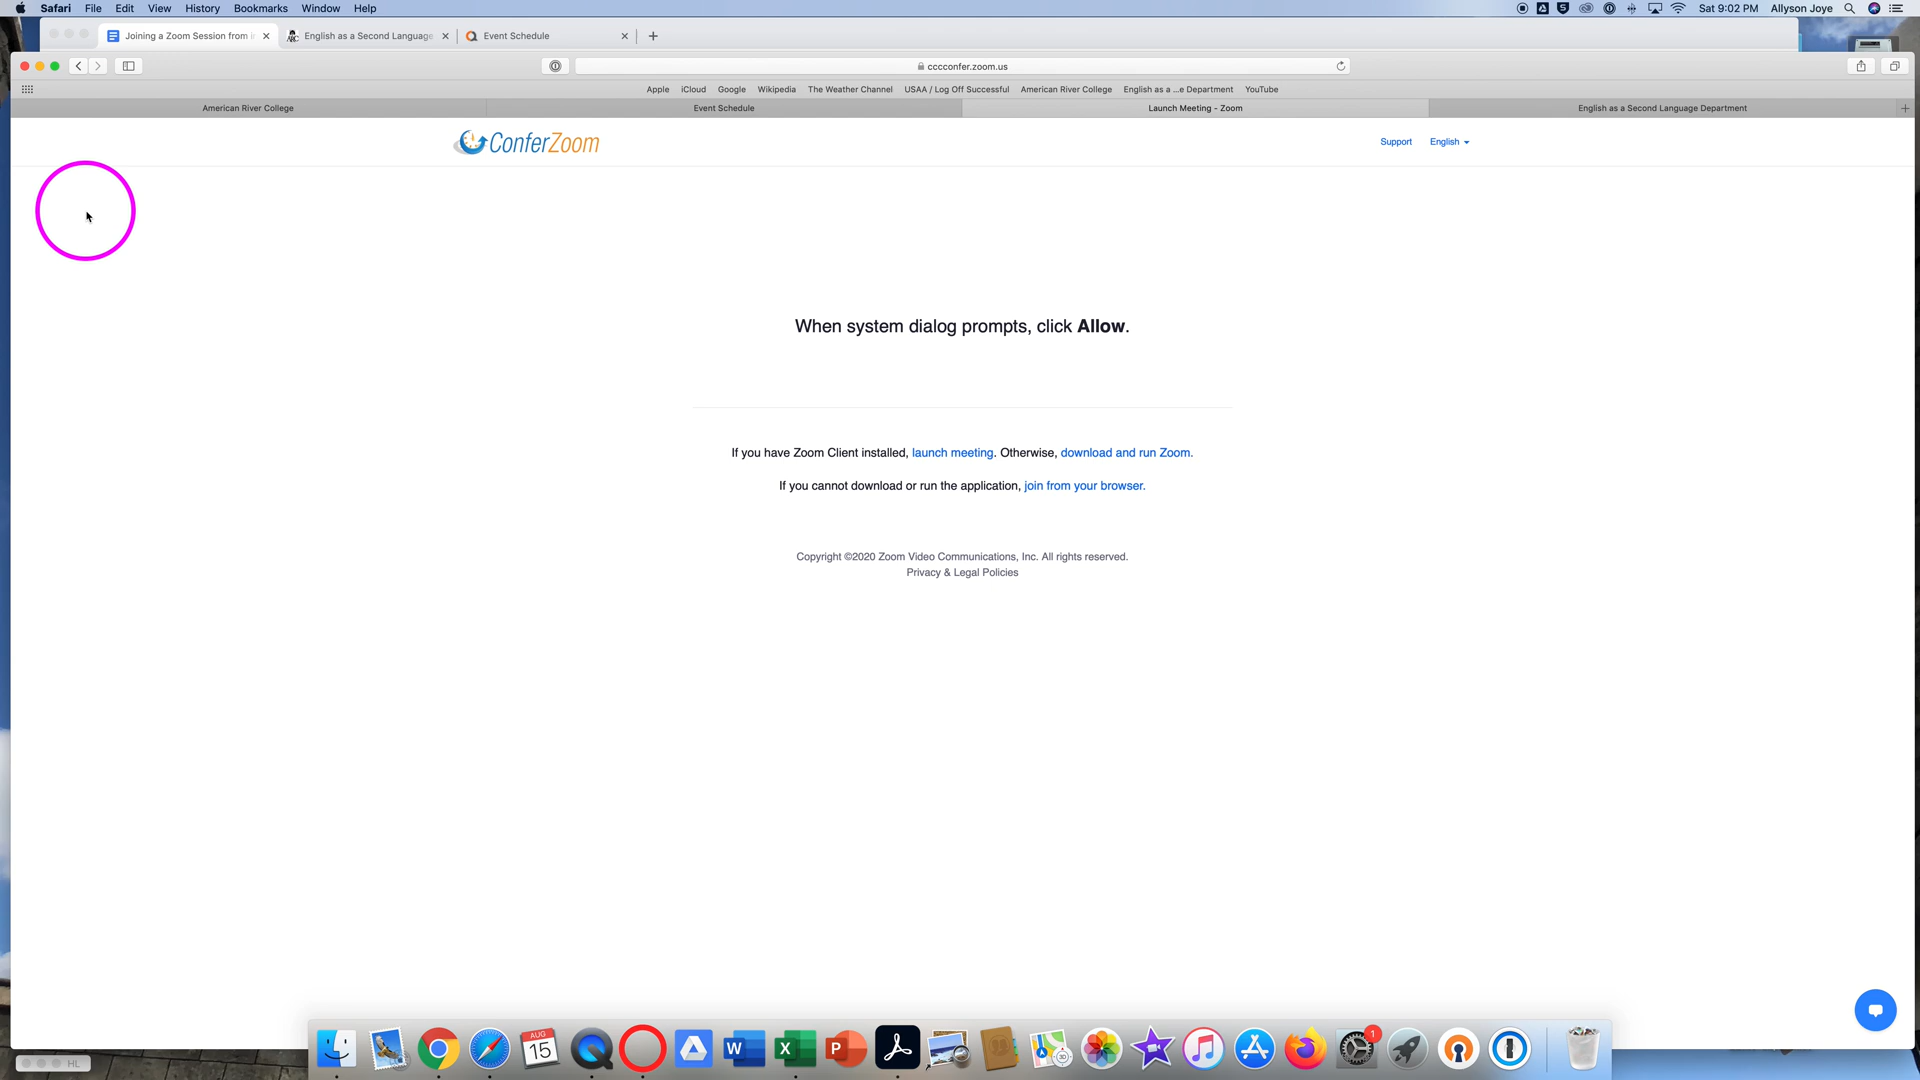 Safari File Edit View History Bookmarks Window Help Sat 9:02 PM Allyson Joye
Joining a Zoom Session from English as a Second Language Event Schedule
cccconfer.zoom.us
Apple iCloud Google Wikipedia The Weather Channel USAA / Log Off Successful American River College English as a ...e Department YouTube
American River College Event Schedule Launch Meeting - Zoom English as a Second Language Department
ConferZoom Support English
When system dialog prompts, click Allow.
If you have Zoom Client installed, launch meeting. Otherwise, download and run Zoom.
If you cannot download or run the application, join from your browser.
Copyright ©2020 Zoom Video Communications, Inc. All rights reserved.
Privacy & Legal Policies
AUG
15
W X P
1
HL